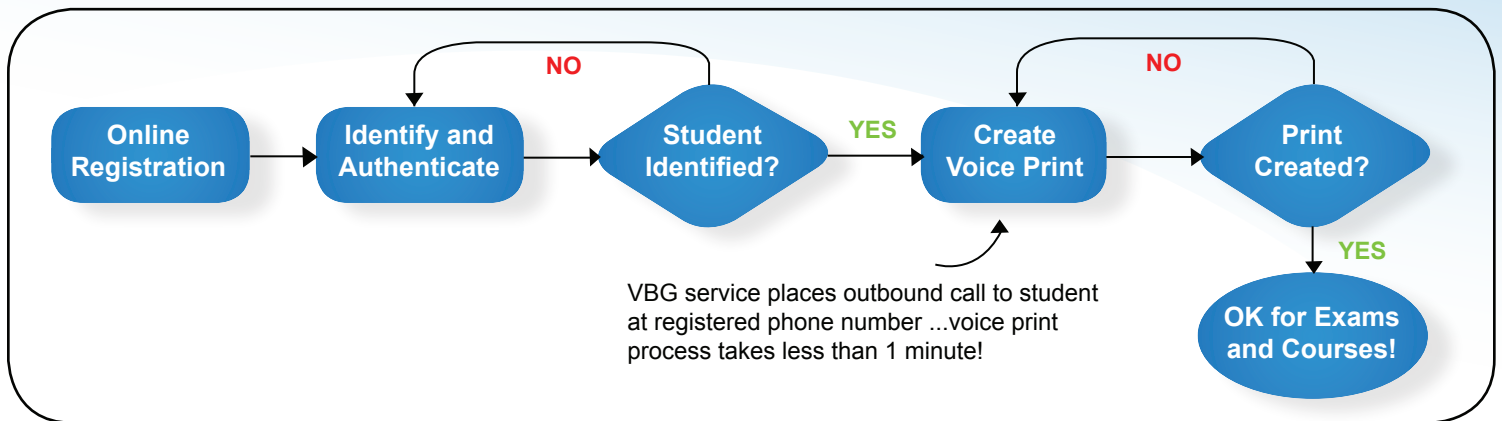 NO
NO
Online
Registration
Identify and
Authenticate
Student
Identified?
YES
Create
Voice Print
Print
Created?
YES
VBG service places outbound call to student
at registered phone number ...voice print
process takes less than 1 minute!
OK for Exams
and Courses!